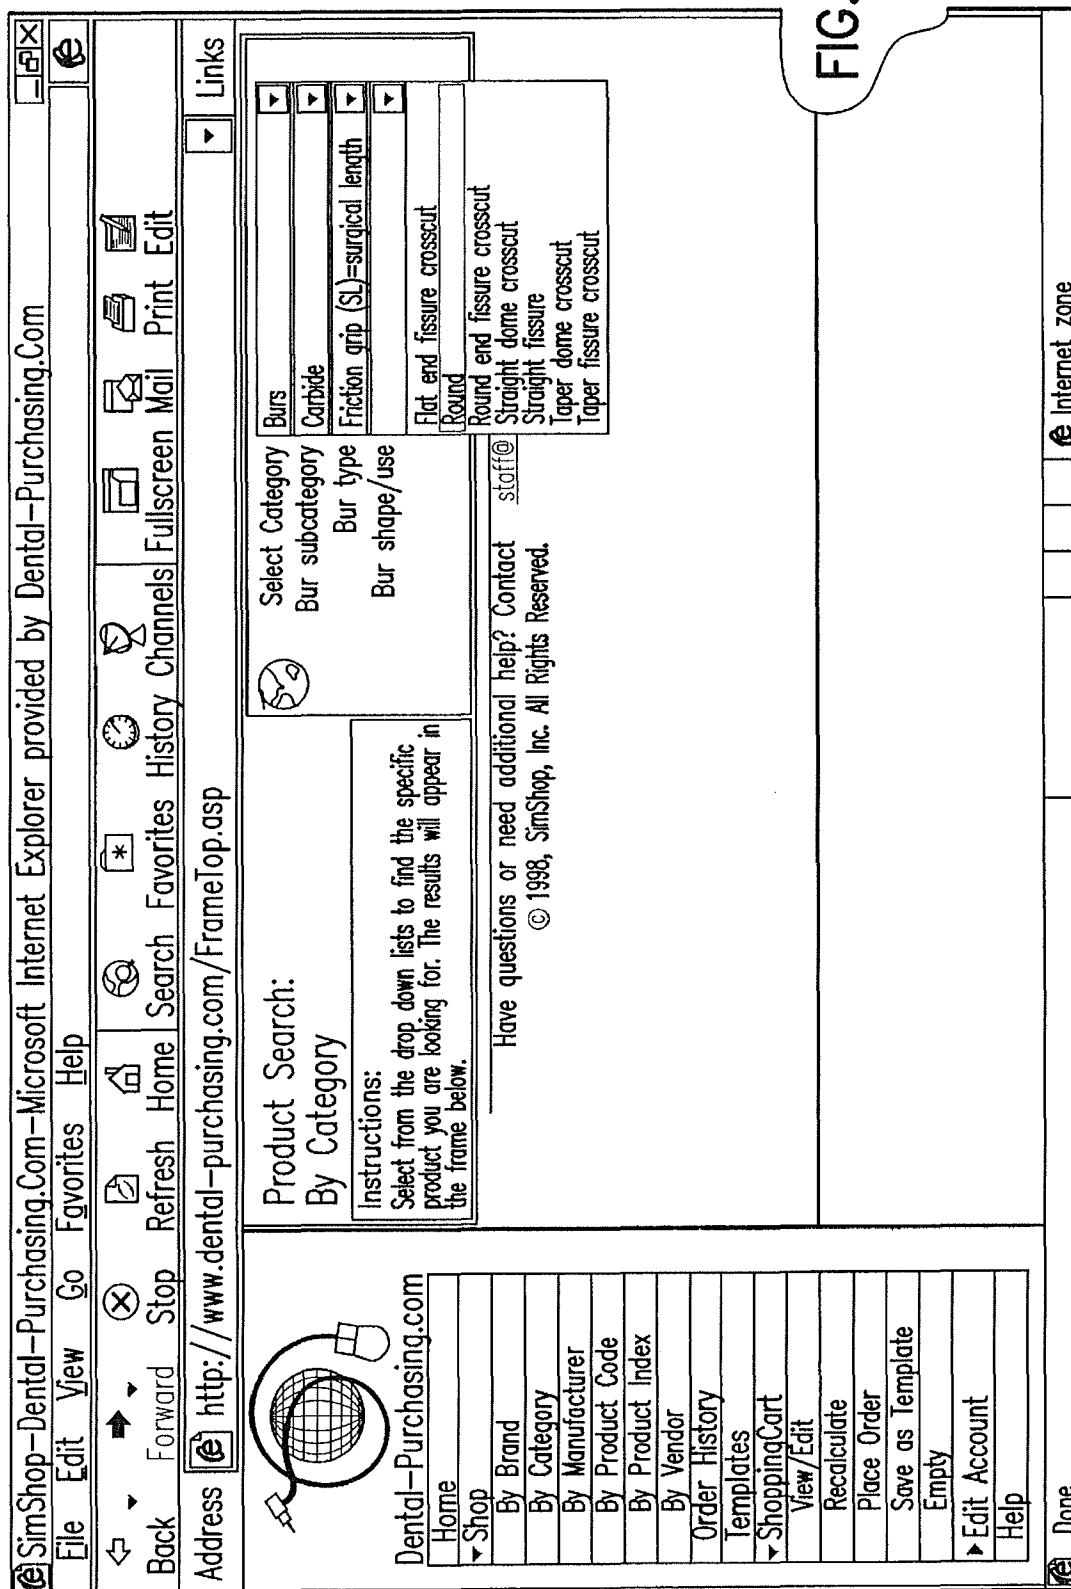 SimShop-Dental-Purchasing.Com-Microsoft Internet Explorer provided by Dental-Purchasing.Com
File Edit View Go Favorites Help
Back Forward Stop Refresh Home Search Favorites History Channels Fullscreen Mail Print Edit
Address http://www.dental-purchasing.com/FrameTop.asp Links
Dental-Purchasing.com
Home
Shop
By Brand
By Category
By Manufacturer
By Product Code
By Product Index
By Vendor
Order History
Templates
ShoppingCart
View/Edit
Recalculate
Place Order
Save as Template
Empty
Edit Account
Help
Product Search:
By Category
Instructions:
Select from the drop down lists to find the specific
product you are looking for. The results will appear in
the frame below.
Select Category Burs
Bur subcategory Carbide
Bur type Friction grip (SL)=surgical length
Bur shape/use
Flat end fissure crosscut
Round
Round end fissure crosscut
Straight dome crosscut
Straight fissure
Taper dome crosscut
Taper fissure crosscut
Have questions or need additional help? Contact staff@
© 1998, SimShop, Inc. All Rights Reserved.
Done Internet zone
FIG.